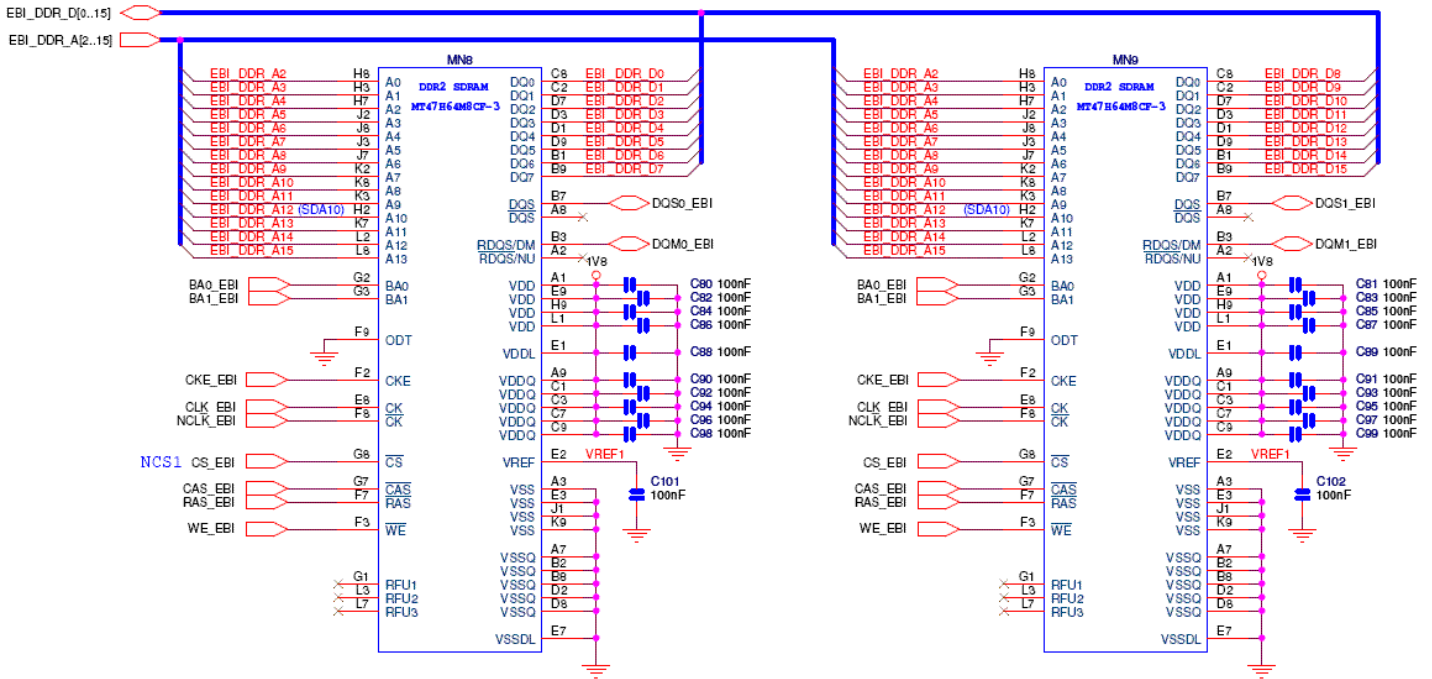 EBI_DDR_D[0..15]
EBI_DDR_A[2..15]
MN8
DDR2 SDRAM
MT47H64M8CF-3
EBI_DDR_A2 H8 A0
EBI_DDR_A3 H3 A1
EBI_DDR_A4 H7 A2
EBI_DDR_A5 J2 A3
EBI_DDR_A6 J8 A4
EBI_DDR_A7 J3 A5
EBI_DDR_A8 J7 A6
EBI_DDR_A9 K2 A7
EBI_DDR_A10 K8 A8
EBI_DDR_A11 K3 A9
EBI_DDR_A12 (SDA10) H2 A10
EBI_DDR_A13 K7 A11
EBI_DDR_A14 L2 A12
EBI_DDR_A15 L8 A13
BA0_EBI G2 BA0
BA1_EBI G3 BA1
F9 ODT
CKE_EBI F2 CKE
CLK_EBI E8 CK
NCLK_EBI F8 CK
NCS1 CS_EBI G8 CS
CAS_EBI G7 CAS
RAS_EBI F7 RAS
WE_EBI F3 WE
G1 RFU1
L3 RFU2
L7 RFU3
DQ0 C8 EBI_DDR_D0
DQ1 C2 EBI_DDR_D1
DQ2 D7 EBI_DDR_D2
DQ3 D3 EBI_DDR_D3
DQ4 D1 EBI_DDR_D4
DQ5 D9 EBI_DDR_D5
DQ6 B1 EBI_DDR_D6
DQ7 B9 EBI_DDR_D7
DQS B7 DQS0_EBI
DQS A8
RDQS/DM B3 DQM0_EBI
RDQS/NU A2
1V8
VDD A1 C80 100nF
VDD E9 C82 100nF
VDD H9 C84 100nF
VDD L1 C86 100nF
VDDL E1 C88 100nF
VDDQ A9 C90 100nF
VDDQ C1 C92 100nF
VDDQ C3 C94 100nF
VDDQ C7 C96 100nF
VDDQ C9 C98 100nF
VREF E2 VREF1
C101
100nF
VSS A3
VSS E3
VSS J1
VSS K9
VSSQ A7
VSSQ B2
VSSQ B8
VSSQ D2
VSSQ D8
VSSDL E7
MN9
DDR2 SDRAM
MT47H64M8CF-3
EBI_DDR_A2 H8 A0
EBI_DDR_A3 H3 A1
EBI_DDR_A4 H7 A2
EBI_DDR_A5 J2 A3
EBI_DDR_A6 J8 A4
EBI_DDR_A7 J3 A5
EBI_DDR_A8 J7 A6
EBI_DDR_A9 K2 A7
EBI_DDR_A10 K8 A8
EBI_DDR_A11 K3 A9
EBI_DDR_A12 (SDA10) H2 A10
EBI_DDR_A13 K7 A11
EBI_DDR_A14 L2 A12
EBI_DDR_A15 L8 A13
BA0_EBI G2 BA0
BA1_EBI G3 BA1
F9 ODT
CKE_EBI F2 CKE
CLK_EBI E8 CK
NCLK_EBI F8 CK
CS_EBI G8 CS
CAS_EBI G7 CAS
RAS_EBI F7 RAS
WE_EBI F3 WE
G1 RFU1
L3 RFU2
L7 RFU3
DQ0 C8 EBI_DDR_D8
DQ1 C2 EBI_DDR_D9
DQ2 D7 EBI_DDR_D10
DQ3 D3 EBI_DDR_D11
DQ4 D1 EBI_DDR_D12
DQ5 D9 EBI_DDR_D13
DQ6 B1 EBI_DDR_D14
DQ7 B9 EBI_DDR_D15
DQS B7 DQS1_EBI
DQS A8
RDQS/DM B3 DQM1_EBI
RDQS/NU A2
1V8
VDD A1 C81 100nF
VDD E9 C83 100nF
VDD H9 C85 100nF
VDD L1 C87 100nF
VDDL E1 C89 100nF
VDDQ A9 C91 100nF
VDDQ C1 C93 100nF
VDDQ C3 C95 100nF
VDDQ C7 C97 100nF
VDDQ C9 C99 100nF
VREF E2 VREF1
C102
100nF
VSS A3
VSS E3
VSS J1
VSS K9
VSSQ A7
VSSQ B2
VSSQ B8
VSSQ D2
VSSQ D8
VSSDL E7